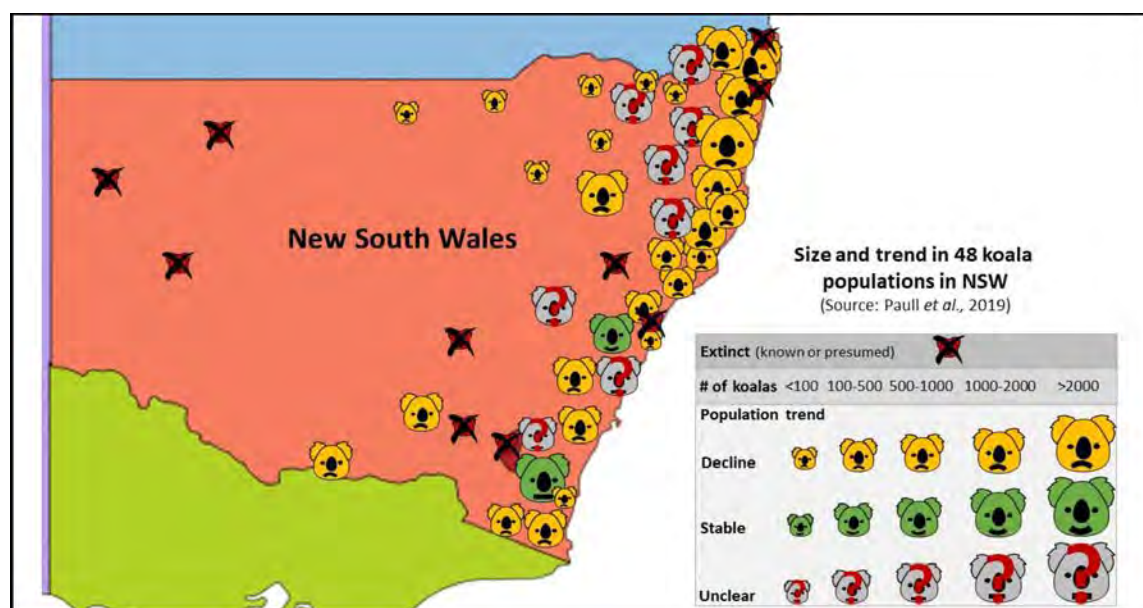 New South Wales
Size and trend in 48 koala
populations in NSW
(Source: Paull et al., 2019)
Extinct (known or presumed)
# of koalas <100 100-500 500-1000 1000-2000 >2000
Population trend
Decline
Stable
Unclear